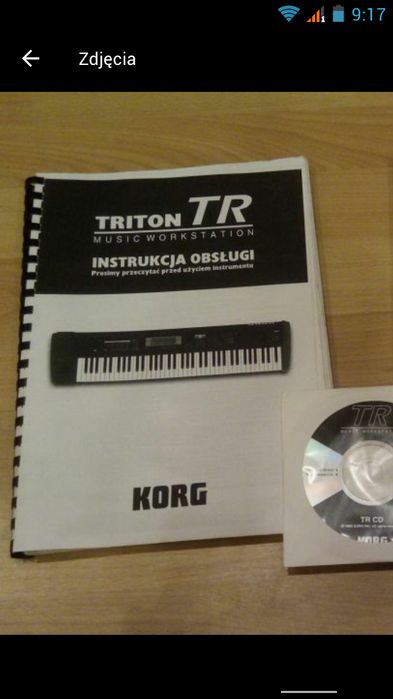 9:17
Zdjęcia
TRITON TR
MUSIC WORKSTATION
INSTRUKCJA OBSŁUGI
Prosimy przeczytać przed użyciem instrumentu
KORG
TR
MUSIC
TR CD
KORG